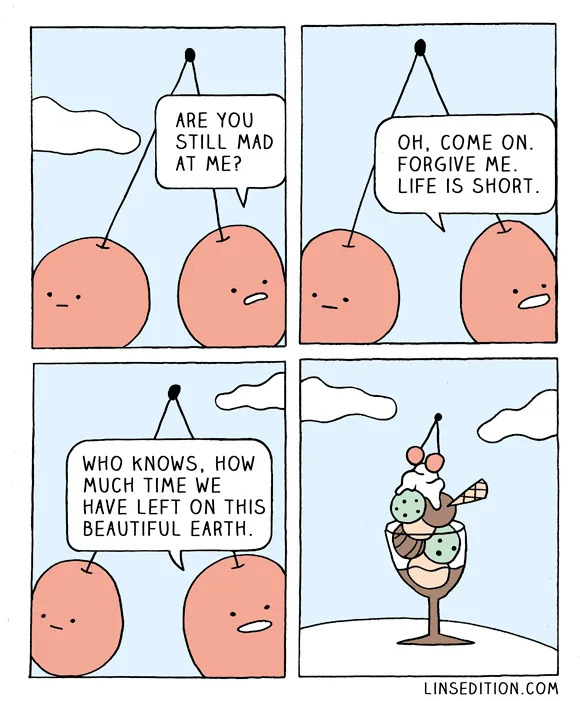 ARE YOU
STILL MAD
AT ME?
OH, COME ON.
FORGIVE ME.
LIFE IS SHORT.
WHO KNOWS, HOW
MUCH TIME WE
HAVE LEFT ON THIS
BEAUTIFUL EARTH.
LINSEDITION.COM